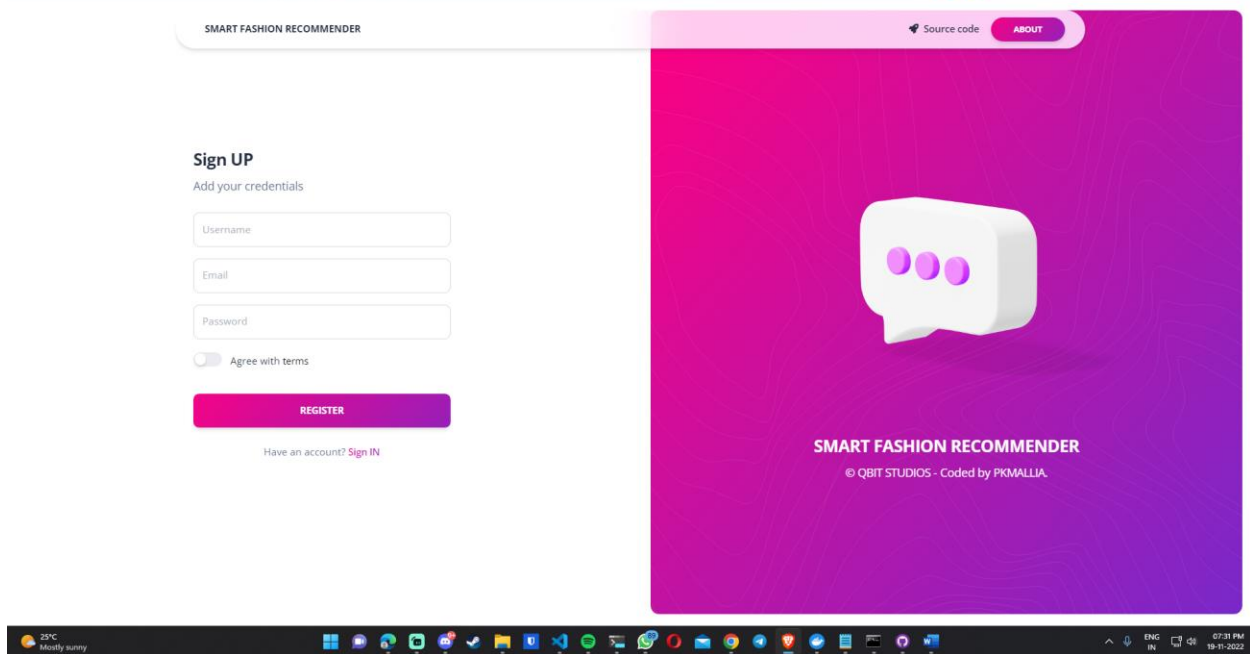 SMART FASHION RECOMMENDER
Source code
ABOUT
Sign UP
Add your credentials
Username
Email
Password
Agree with terms
REGISTER
Have an account? Sign IN
SMART FASHION RECOMMENDER
© QBIT STUDIOS - Coded by PKMALLIA.
25°C
Mostly sunny
89
ENG
IN
07:31 PM
19-11-2022